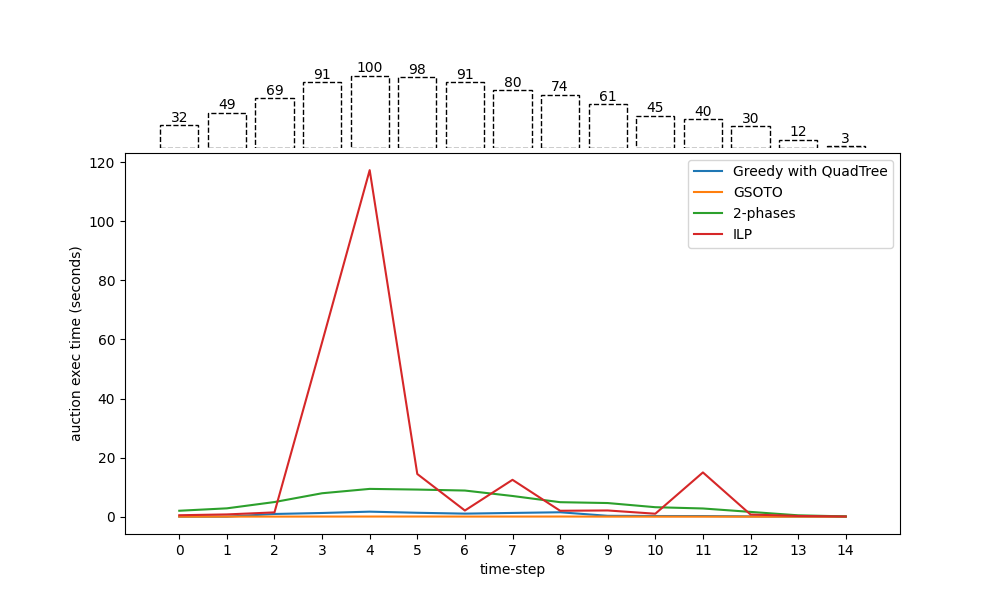 32 49 69 91 100 98 91 80 74 61 45 40 30 12 3
120
100
80
60
40
20
0
auction exec time (seconds)
Greedy with QuadTree
GSOTO
2-phases
ILP
0 1 2 3 4 5 6 7 8 9 10 11 12 13 14
time-step